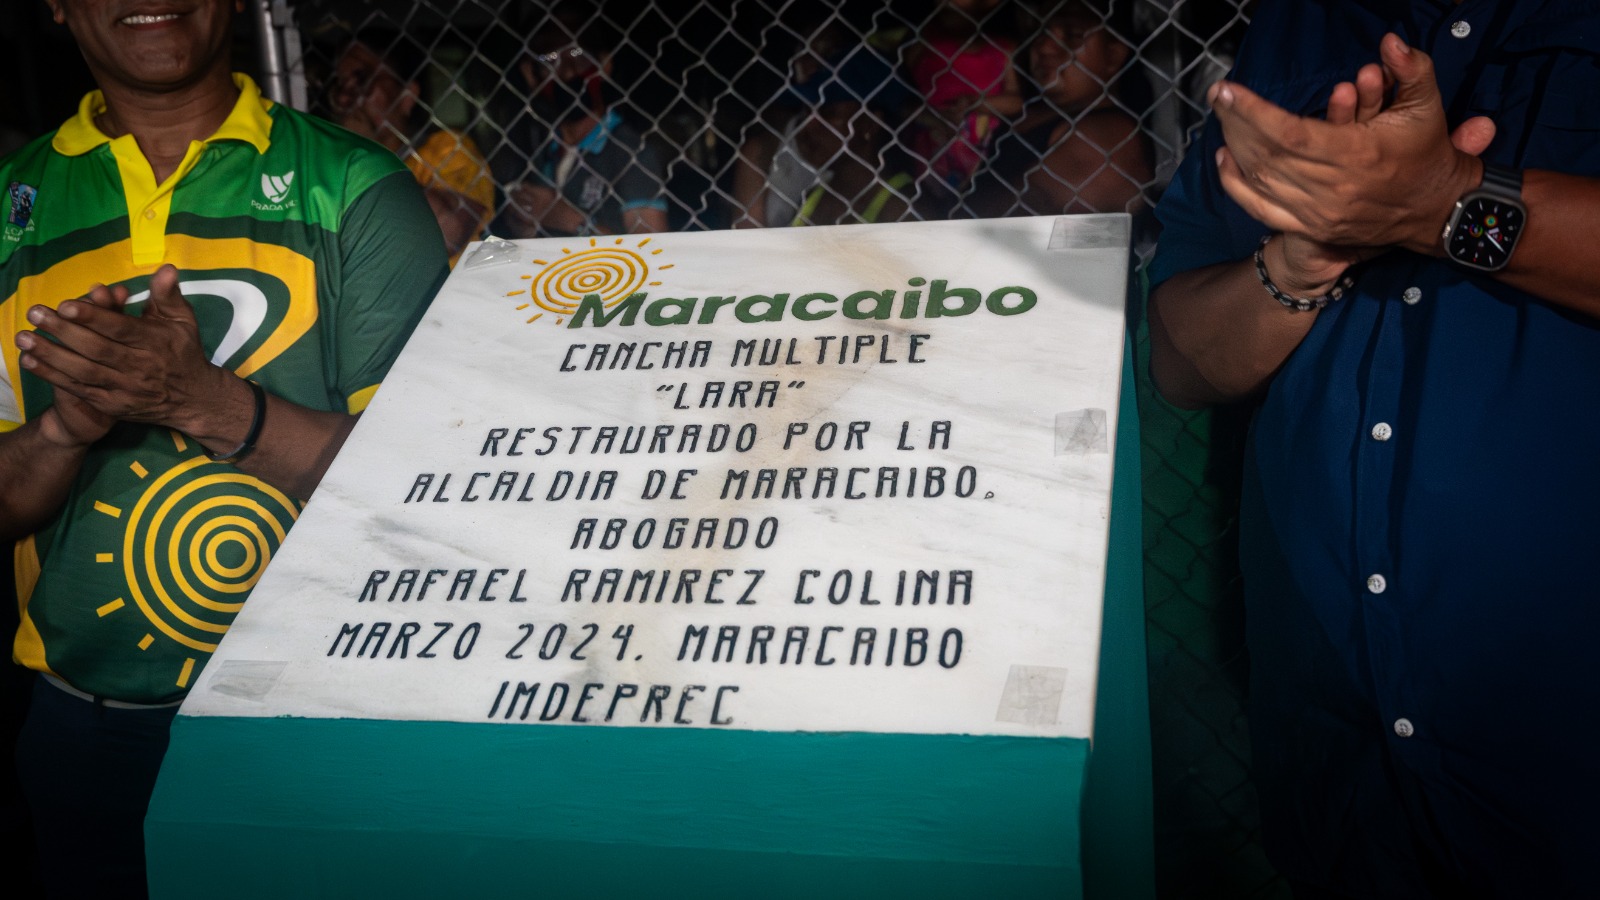 Maracaibo
CANCHA MULTIPLE
"LARA"
RESTAURADO POR LA
ALCALDIA DE MARACAIBO.
ABOGADO
RAFAEL RAMIREZ COLINA
MARZO 2024. MARACAIBO
IMDEPREC